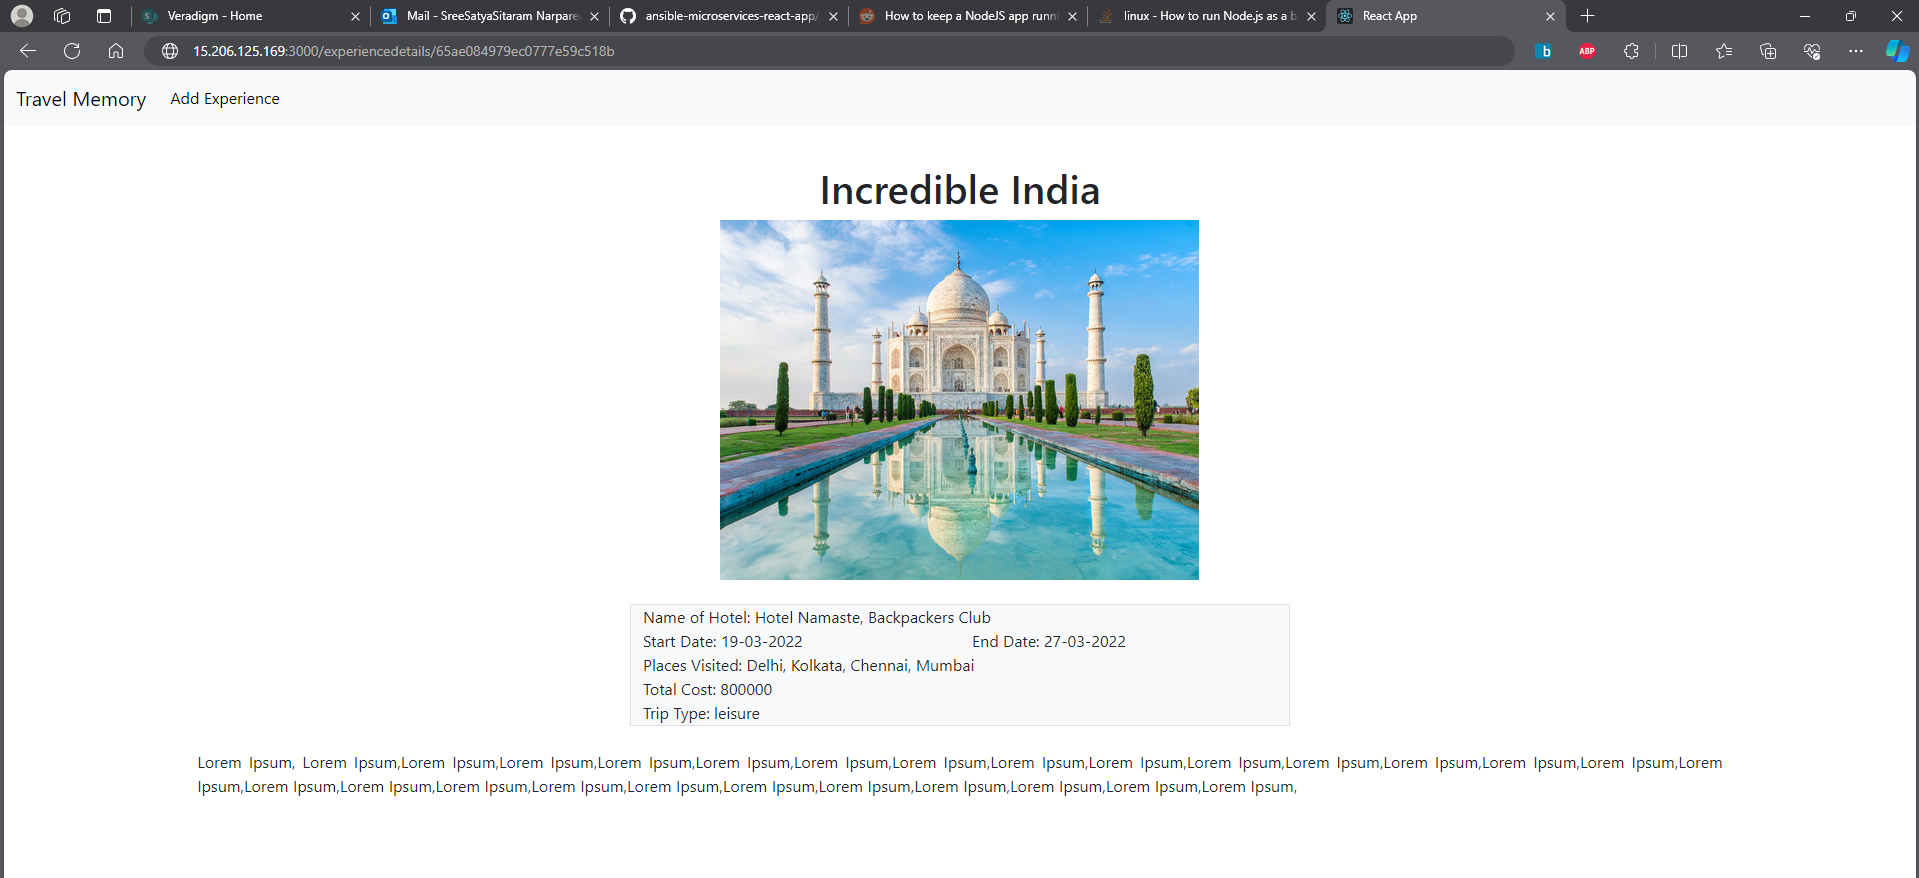 Veradigm - Home
Mail - SreeSatyaSitaram Narpare
ansible-microservices-react-app/
How to keep a NodeJS app runni
linux - How to run Node.js as a b
React App
15.206.125.169:3000/experiencedetails/65ae084979ec0777e59c518b
b
ABP
Travel Memory Add Experience
Incredible India
Name of Hotel: Hotel Namaste, Backpackers Club
Start Date: 19-03-2022 End Date: 27-03-2022
Places Visited: Delhi, Kolkata, Chennai, Mumbai
Total Cost: 800000
Trip Type: leisure
Lorem Ipsum, Lorem Ipsum,Lorem Ipsum,Lorem Ipsum,Lorem Ipsum,Lorem Ipsum,Lorem Ipsum,Lorem Ipsum,Lorem Ipsum,Lorem Ipsum,Lorem Ipsum,Lorem Ipsum,Lorem Ipsum,Lorem Ipsum,Lorem Ipsum,Lorem
Ipsum,Lorem Ipsum,Lorem Ipsum,Lorem Ipsum,Lorem Ipsum,Lorem Ipsum,Lorem Ipsum,Lorem Ipsum,Lorem Ipsum,Lorem Ipsum,Lorem Ipsum,Lorem Ipsum,